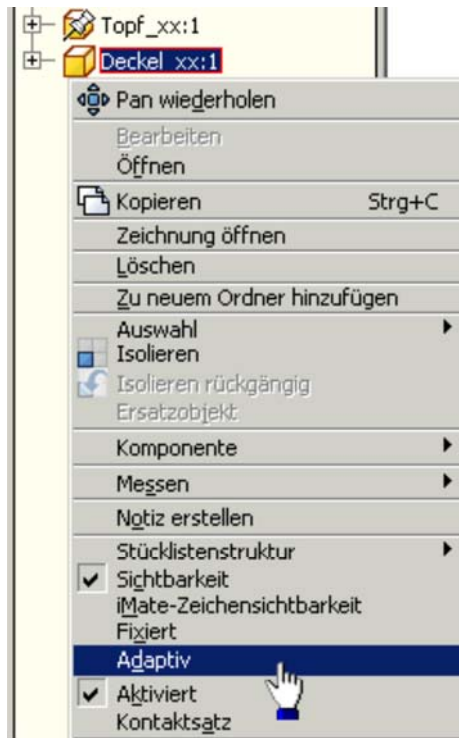 Topf_xx:1
Deckel_xx:1
Pan wiederholen
Bearbeiten
Öffnen
Kopieren Strg+C
Zeichnung öffnen
Löschen
Zu neuem Ordner hinzufügen
Auswahl
Isolieren
Isolieren rückgängig
Ersatzobjekt
Komponente
Messen
Notiz erstellen
Stücklistenstruktur
Sichtbarkeit
iMate-Zeichensichtbarkeit
Fixiert
Adaptiv
Aktiviert
Kontaktsatz